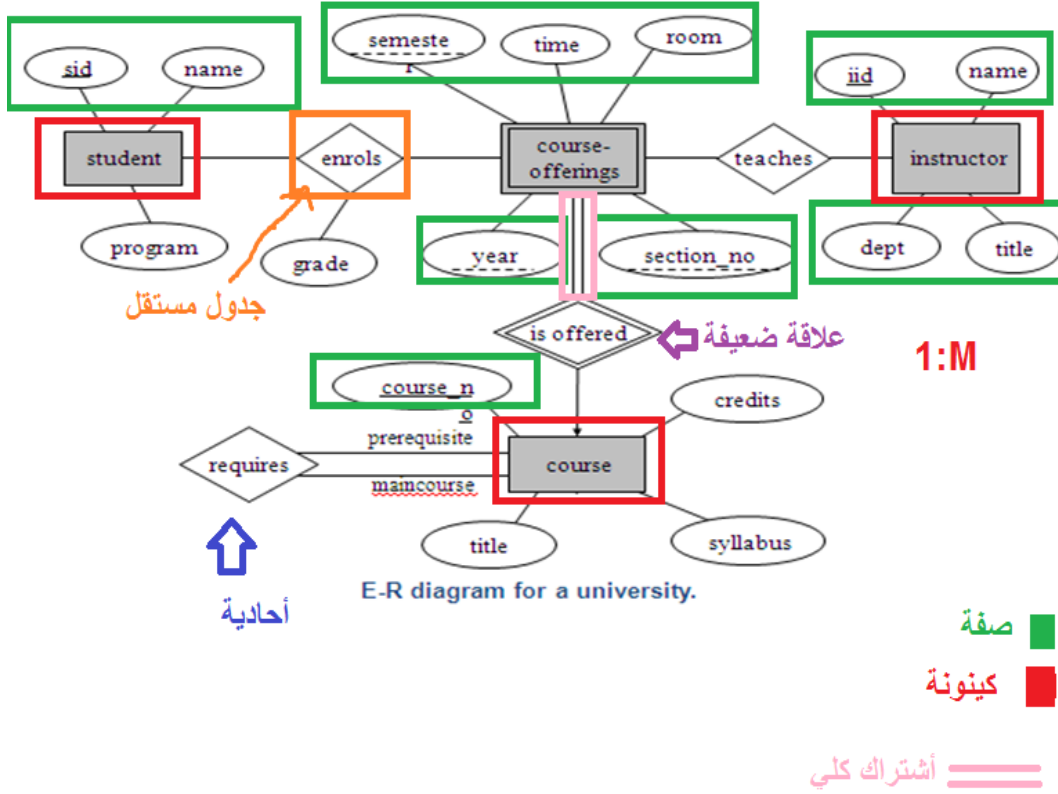 semeste
r
time
room
sid
name
iid
name
student
enrols
course-
offerings
teaches
instructor
program
grade
year
section_no
dept
title
جدول مستقل
is offered
علاقة ضعيفة
1:M
course_n
o
credits
prerequisite
requires
course
maincourse
title
syllabus
أحادية
E-R diagram for a university.
صفة
كينونة
أشتراك كلي